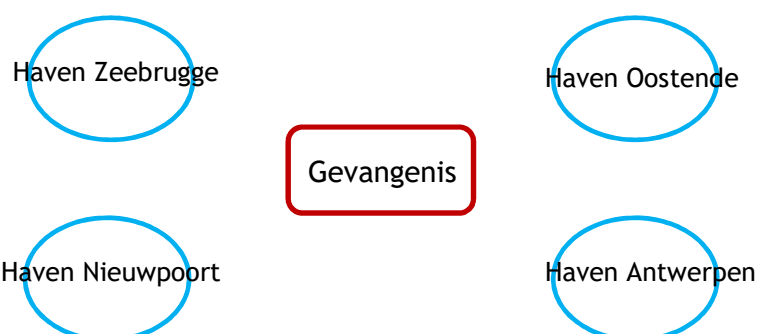 Haven Zeebrugge
Haven Oostende
Gevangenis
Haven Nieuwpoort
Haven Antwerpen